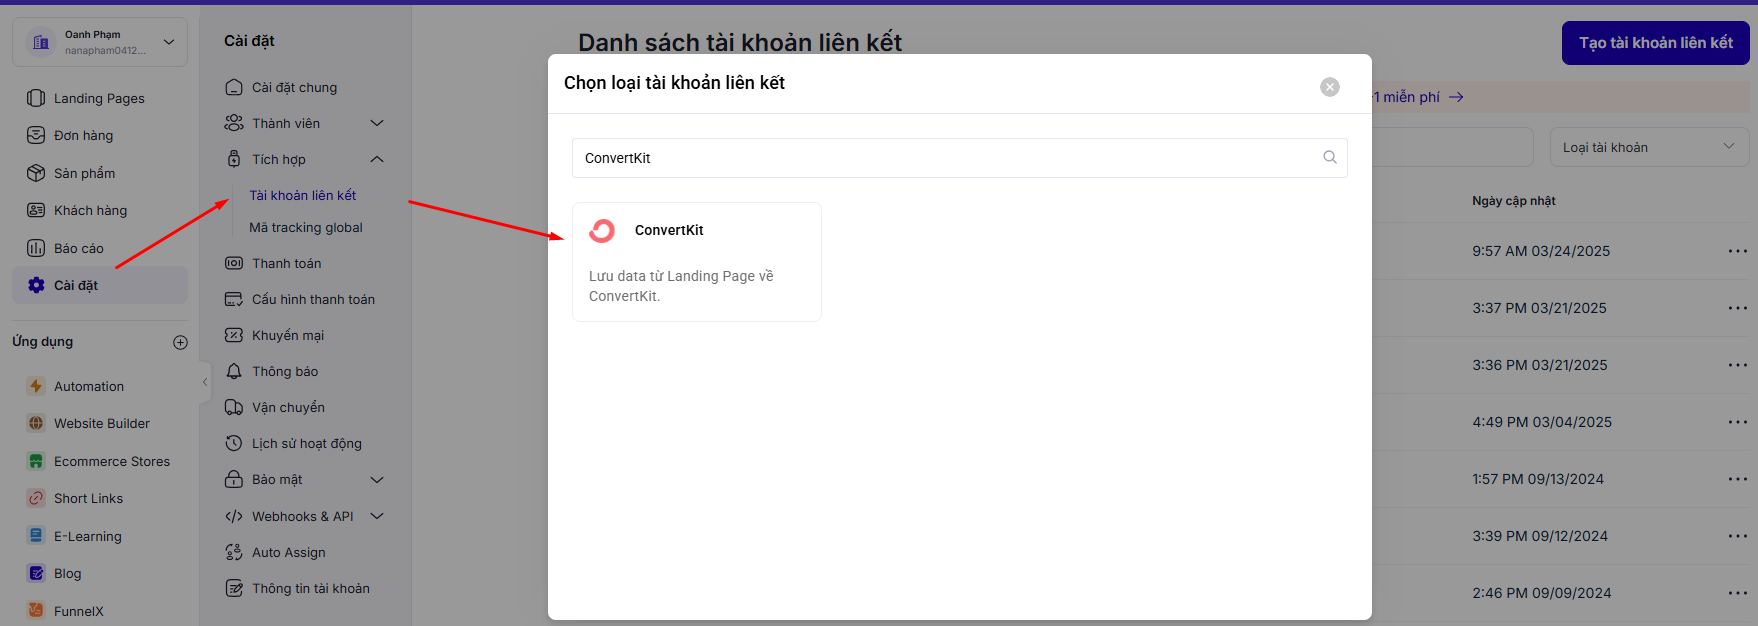 Oanh Phạm
nanapham0412...
Landing Pages
Đơn hàng
Sản phẩm
Khách hàng
Báo cáo
Cài đặt
Ứng dụng
Automation
Website Builder
Ecommerce Stores
Short Links
E-Learning
Blog
FunnelX
Cài đặt
Cài đặt chung
Thành viên
Tích hợp
Tài khoản liên kết
Mã tracking global
Thanh toán
Cấu hình thanh toán
Khuyến mại
Thông báo
Vận chuyển
Lịch sử hoạt động
Bảo mật
Webhooks & API
Auto Assign
Thông tin tài khoản
Danh sách tài khoản liên kết
Tạo tài khoản liên kết
Chọn loại tài khoản liên kết
ConvertKit
ConvertKit
Lưu data từ Landing Page về
ConvertKit.
1 miễn phí
Loại tài khoản
Ngày cập nhật
9:57 AM 03/24/2025
3:37 PM 03/21/2025
3:36 PM 03/21/2025
4:49 PM 03/04/2025
1:57 PM 09/13/2024
3:39 PM 09/12/2024
2:46 PM 09/09/2024